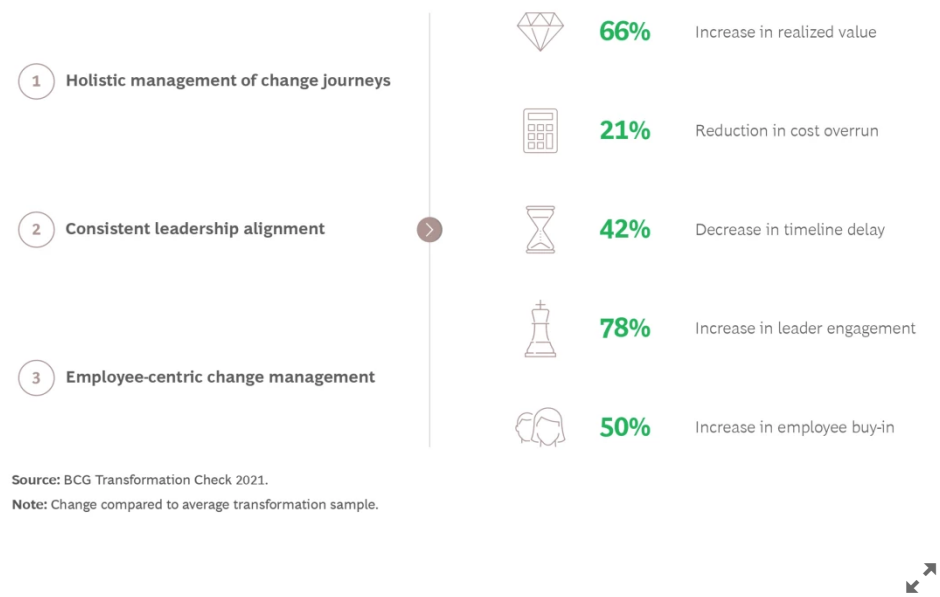 1 Holistic management of change journeys
2 Consistent leadership alignment
3 Employee-centric change management
66% Increase in realized value
21% Reduction in cost overrun
42% Decrease in timeline delay
78% Increase in leader engagement
50% Increase in employee buy-in
Source: BCG Transformation Check 2021.
Note: Change compared to average transformation sample.